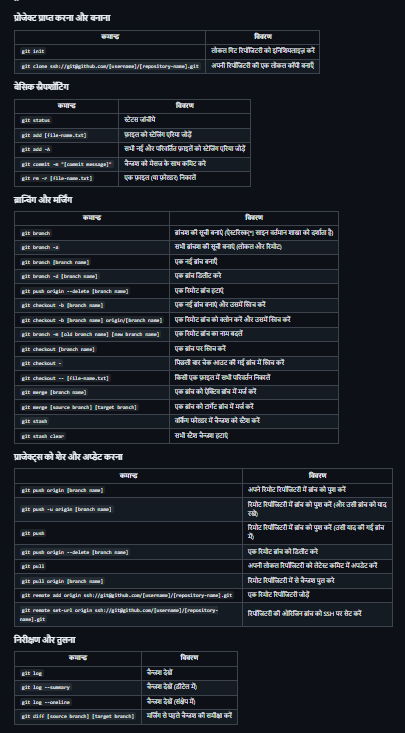 प्रोजेक्ट प्राप्त करना और बनाना
कमान्ड विवरण
git init लोकल गिट रिपॉजिटरी को इनिशियलाइज़ करें
git clone ssh://git@github.com/[username]/[repository-name].git अपनी रिपॉजिटरी की एक लोकल कॉपी बनाएँ
बेसिक स्नैपशॉटिंग
कमान्ड विवरण
git status स्टेटस जांचीये
git add [file-name.txt] फ़ाइल को स्टेजिंग एरिया जोड़ें
git add -A सभी नई और परिवर्तित फ़ाइलों को स्टेजिंग एरिया जोड़ें
git commit -m "[commit message]" चैन्जस को मेसज के साथ कमिट करे
git rm -r [file-name.txt] एक फ़ाइल (या फ़ोल्डर) निकालें
ब्रान्चिंग और मर्जिंग
कमान्ड विवरण
git branch ब्रांचस की सूची बनाएं (ऐस्टरिस्क(*) साइन वर्तमान शाखा को दर्शाता है)
git branch -a सभी ब्रांचस की सूची बनाएं (लोकल और रिमोट)
git branch [branch name] एक नई ब्रांच बनाएँ
git branch -d [branch name] एक ब्रांच डिलीट करे
git push origin --delete [branch name] एक रिमोट ब्रांच हटाएं
git checkout -b [branch name] एक नई ब्रांच बनाएं और उसमें स्विच करें
git checkout -b [branch name] origin/[branch name] एक रिमोट ब्रांच को क्लोन करें और उसमें स्विच करें
git branch -m [old branch name] [new branch name] एक रिमोट ब्रांच का नाम बदलें
git checkout [branch name] एक ब्रांच पर स्विच करें
git checkout - पिछली बार चेक आउट की गई ब्रांच में स्विच करें
git checkout -- [file-name.txt] किसी एक फ़ाइल में सभी परिवर्तन निकालें
git merge [branch name] एक ब्रांच को ऐक्टिव ब्रांच में मर्ज करें
git merge [source branch] [target branch] एक ब्रांच को टार्गेट ब्रांच में मर्ज करें
git stash वर्किंग फोल्डर में चैन्जस को स्टैश करें
git stash clear सभी स्टैश चैन्जस हटाएं
प्रोजेक्ट्स को शेर और अप्डेट करना
कमान्ड विवरण
git push origin [branch name] अपने रिमोट रिपॉजिटरी में ब्रांच को पुश करें
git push -u origin [branch name] रिमोट रिपॉजिटरी में ब्रांच को पुश करें (और उसी ब्रांच को याद
रखें)
git push रिमोट रिपॉजिटरी में ब्रांच को पुश करें (उसी याद की गई ब्रांच
में)
git push origin --delete [branch name] एक रिमोट ब्रांच को डिलीट करे
git pull अपनी लोकल रिपॉजिटरी को लेटेस्ट कमिट में अपडेट करें
git pull origin [branch name] रिमोट रिपॉजिटरी में से चैन्जस पुल करे
git remote add origin ssh://git@github.com/[username]/[repository-name].git एक रिमोट रिपॉजिटरी जोड़ें
git remote set-url origin ssh://git@github.com/[username]/[repository- रिपॉजिटरी की ओरिजिन ब्रांच को SSH पर सेट करें
name].git
निरीक्षण और तुलना
कमान्ड विवरण
git log चैन्जस देखें
git log --summary चैन्जस देखें (डीटेल में)
git log --oneline चैन्जस देखें (संक्षेप में)
git diff [source branch] [target branch] मर्जिंग से पहले चैन्जस की समीक्षा करें